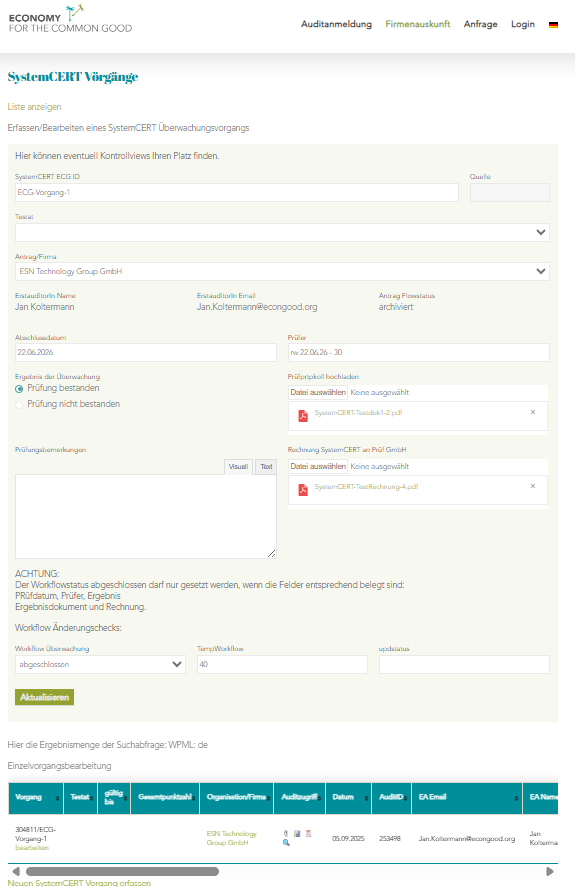 ECONOMY
FOR THE COMMON GOOD
Auditanmeldung Firmenauskunft Anfrage Login
SystemCERT Vörgänge
Liste anzeigen
Erfassen/Bearbeiten eines SystemCERT Überwachungsvorgangs
Hier können eventuell Kontrollviews Ihren Platz finden.
SystemCERT ECG ID Quelle
ECG-Vorgang-1
Testat
Antrag/Firma
ESN Technology Group GmbH
ErstauditorIn Name ErstauditorIn Email Antrag Flowstatus
Jan Koltermann Jan.Koltermann@econgood.org archiviert
Abschlussdatum Prüfer
22.06.2026 rw 22.06.26 - 30
Ergebnis der Überwachung Prüfprtpkoll hochladen
Prüfung bestanden Datei auswählen Keine ausgewählt
Prüfung nicht bestanden
SystemCERT-Testdok1-2.pdf ×
Prüfungsbemerkungen Rechnung SystemCERT an Prüf GmbH
Visuell Text Datei auswählen Keine ausgewählt
SystemCERT-TestRechnung-4.pdf ×
ACHTUNG:
Der Workflowstatus abgeschlossen darf nur gesetzt werden, wenn die Felder entsprechend belegt sind:
PRüfdatum, Prüfer, Ergebnis
Ergebnisdokument und Rechnung.
Workflow Änderungschecks:
Workflow Überwachung TempWorkflow updstatus
abgeschlossen 40
Aktualisieren
Hier die Ergebnismenge der Suchabfrage: WPML: de
Einzelvorgangsbearbeitung
Vorgang Testat gültig bis Gesamtpunktzahl Organisation/Firma Auditzugriff Datum AuditID EA Email EA Name
304811/ECG-
Vorgang-1
bearbeiten
ESN Technology
Group GmbH
05.09.2025 253498 Jan.Koltermann@econgood.org Jan
Kolterma
Neuen SystemCERT Vorgang erfassen